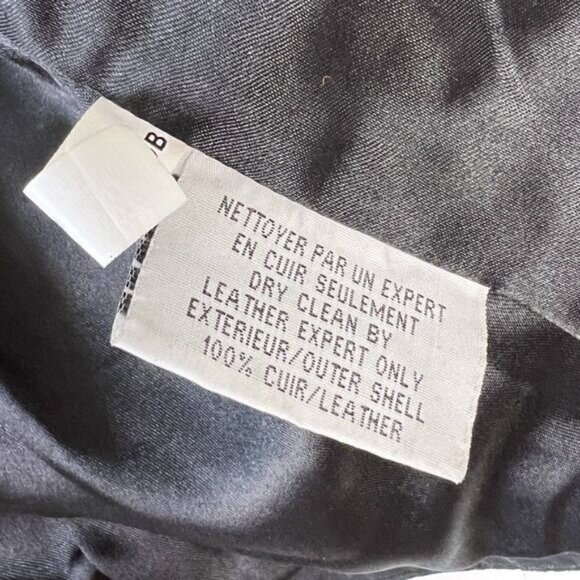 B
NETTOYER PAR UN EXPERT
EN CUIR SEULEMENT
DRY CLEAN BY
LEATHER EXPERT ONLY
EXTERIEUR/OUTER SHELL
100% CUIR/LEATHER